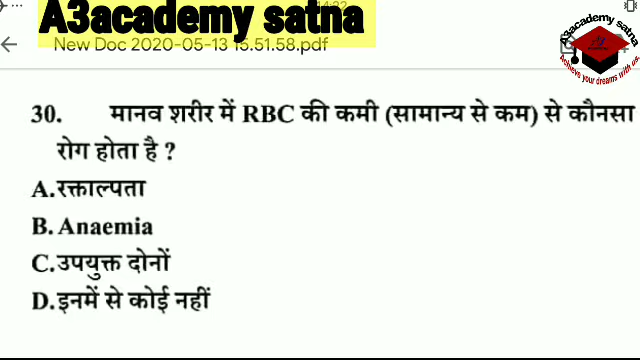 A3academy satna
New Doc 2020-05-13 15.51.58.pdf
A3academy satna
Achieve your dreams with us.
30. मानव शरीर में RBC की कमी (सामान्य से कम) से कौनसा
रोग होता है ?
A.रक्ताल्पता
B. Anaemia
C.उपयुक्त दोनों
D.इनमें से कोई नहीं